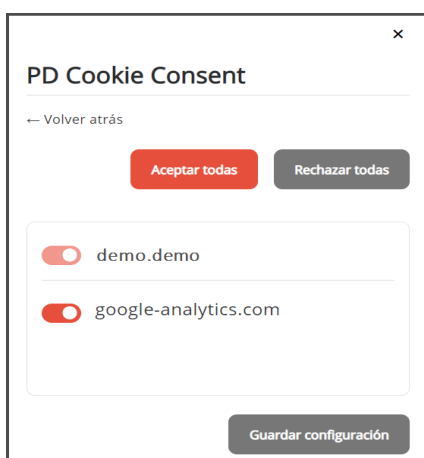 ×
PD Cookie Consent
← Volver atrás
Aceptar todas
Rechazar todas
demo.demo
google-analytics.com
Guardar configuración